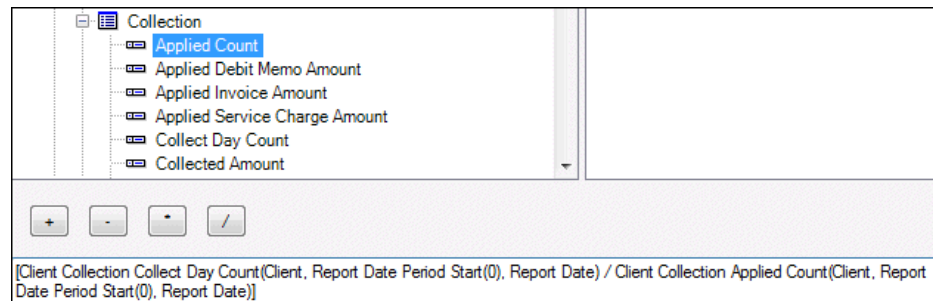 Collection
Applied Count
Applied Debit Memo Amount
Applied Invoice Amount
Applied Service Charge Amount
Collect Day Count
Collected Amount
+ - * /
[Client Collection Collect Day Count(Client, Report Date Period Start(0), Report Date) / Client Collection Applied Count(Client, Report
Date Period Start(0), Report Date)]